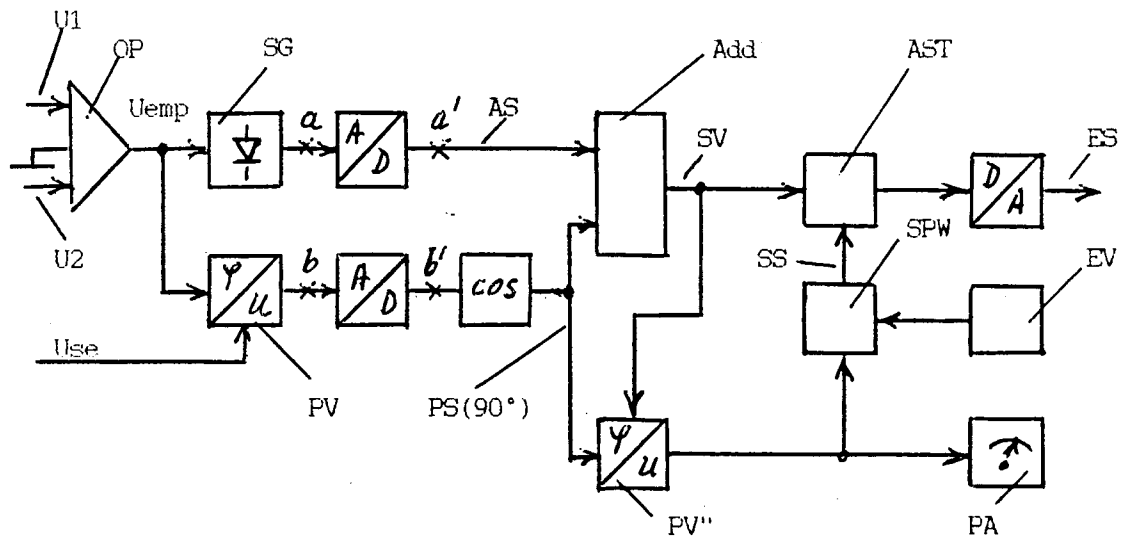 U1
OP
SG
Add
AST
Uemp
a
A
D
a'
AS
SV
D
A
ES
U2
φ
U
b
A
D
b'
cos
SS
SPW
EV
Use
PV
PS(90°)
φ
U
PV"
PA